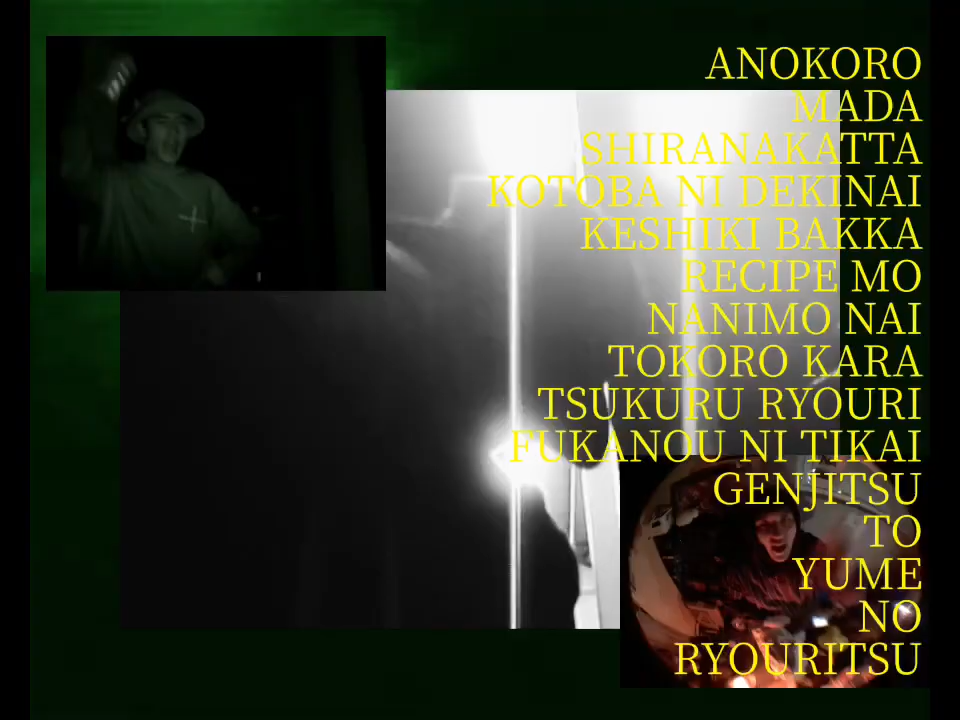 ANOKORO
MADA
SHIRANAKATTA
KOTOBA NI DEKINAI
KESHIKI BAKKA
RECIPE MO
NANIMO NAI
TOKORO KARA
TSUKURU RYOURI
FUKANOU NI TIKAI
GENJITSU
TO
YUME
NO
RYOURITSU